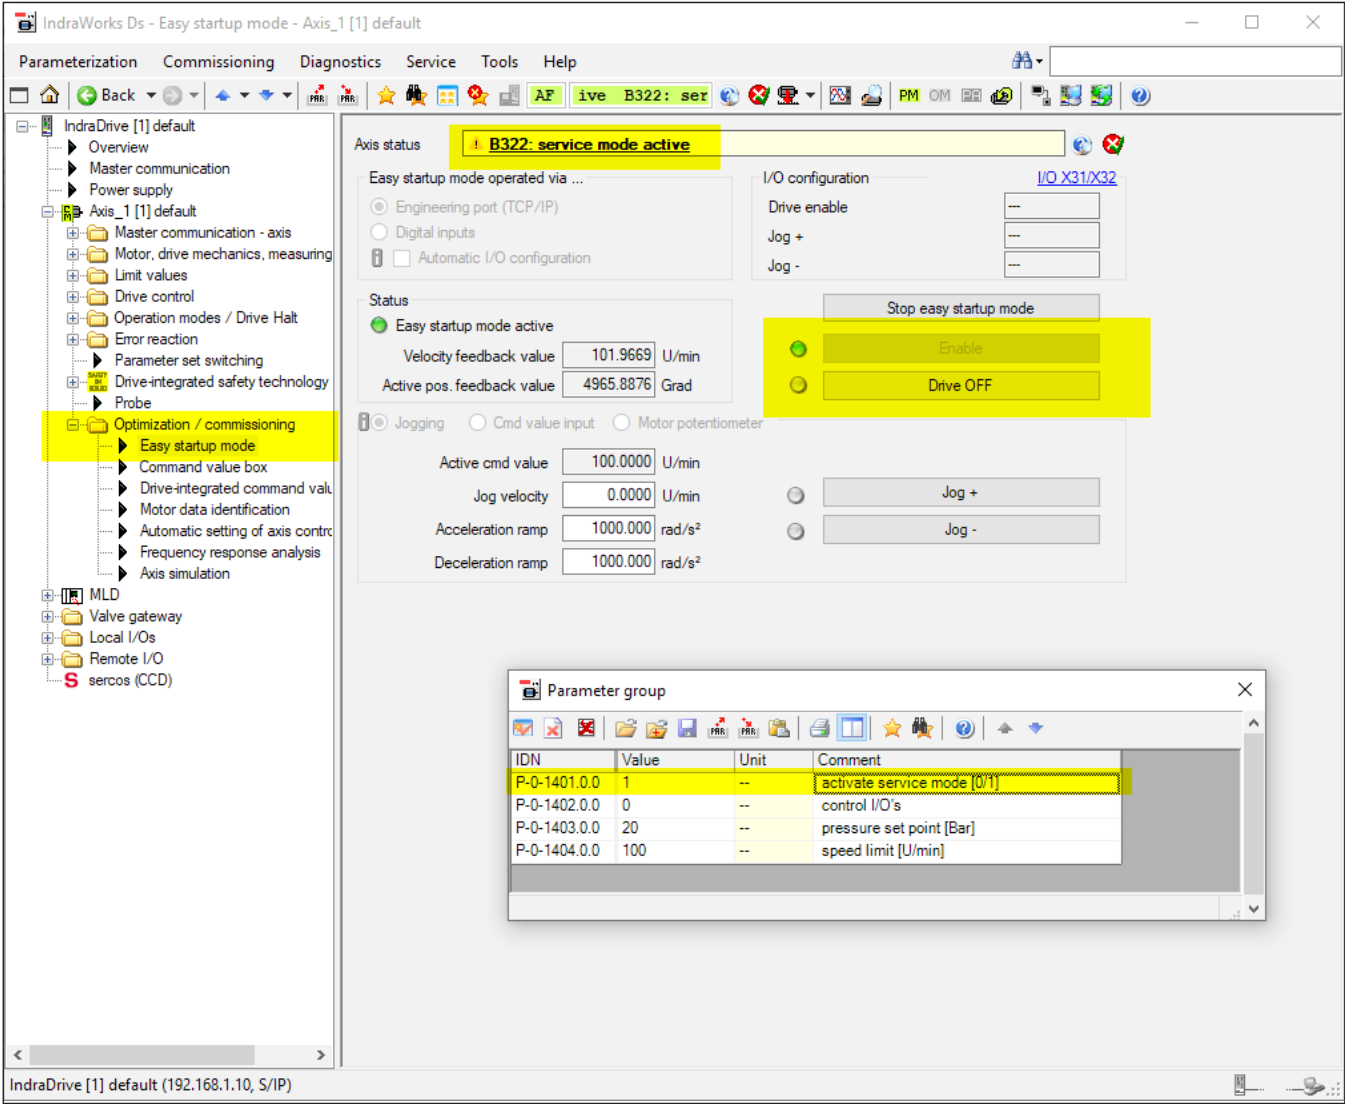 IndraWorks Ds - Easy startup mode - Axis_1 [1] default
Parameterization Commissioning Diagnostics Service Tools Help
Back PAR PAR AF ive B322: ser PM OM
IndraDrive [1] default
Overview
Master communication
Power supply
Axis_1 [1] default
Master communication - axis
Motor, drive mechanics, measuring
Limit values
Drive control
Operation modes / Drive Halt
Error reaction
Parameter set switching
Drive-integrated safety technology
Probe
Optimization / commissioning
Easy startup mode
Command value box
Drive-integrated command valu
Motor data identification
Automatic setting of axis contro
Frequency response analysis
Axis simulation
MLD
Valve gateway
Local I/Os
Remote I/O
S sercos (CCD)
Axis status B322: service mode active
Easy startup mode operated via ...
Engineering port (TCP/IP)
Digital inputs
Automatic I/O configuration
I/O configuration I/O X31/X32
Drive enable ---
Jog + ---
Jog - ---
Status
Easy startup mode active
Velocity feedback value 101.9669 U/min
Active pos. feedback value 4965.8876 Grad
Stop easy startup mode
Enable
Drive OFF
Jogging Cmd value input Motor potentiometer
Active cmd value 100.0000 U/min
Jog velocity 0.0000 U/min
Acceleration ramp 1000.000 rad/s²
Deceleration ramp 1000.000 rad/s²
Jog +
Jog -
Parameter group
PAR PAR
IDN Value Unit Comment
P-0-1401.0.0 1 -- activate service mode [0/1]
P-0-1402.0.0 0 -- control I/O's
P-0-1403.0.0 20 -- pressure set point [Bar]
P-0-1404.0.0 100 -- speed limit [U/min]
IndraDrive [1] default (192.168.1.10, S/IP)